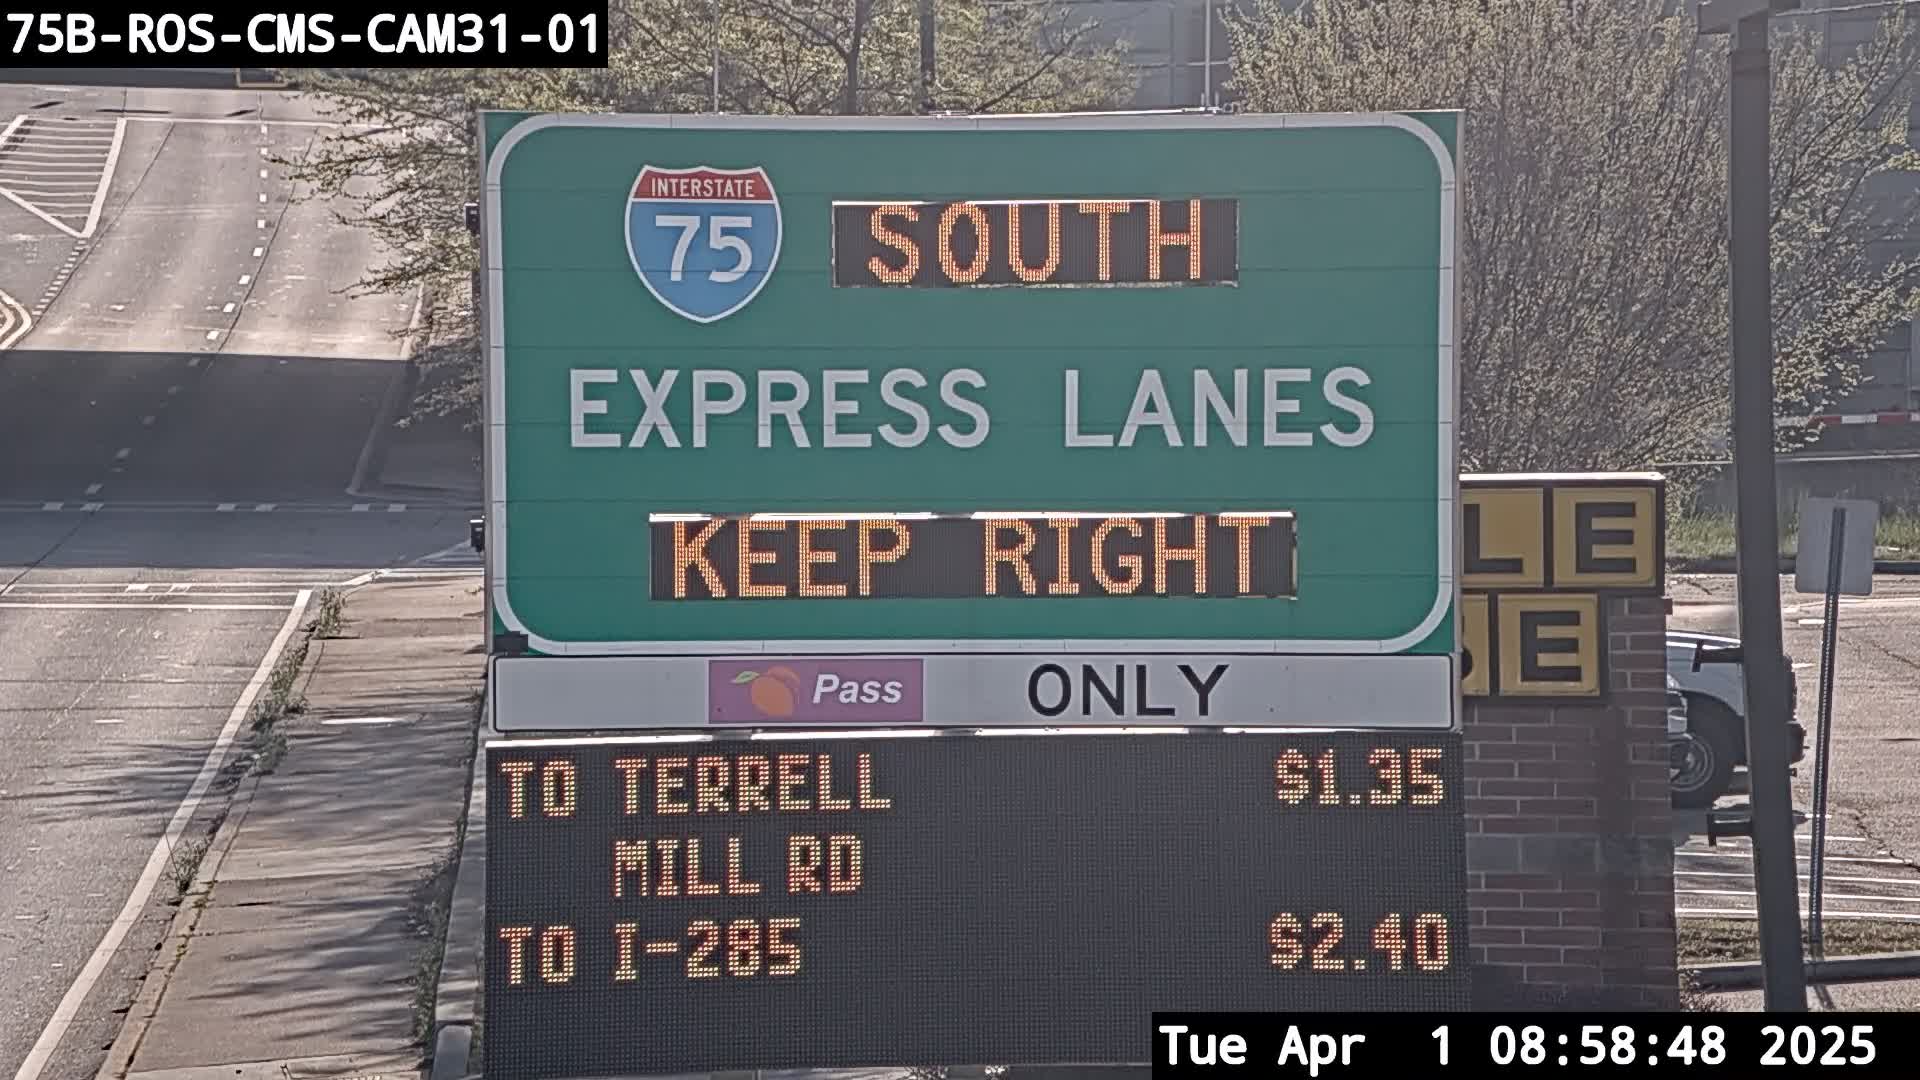 75B-ROS-CMS-CAM31-01
INTERSTATE
75
SOUTH
EXPRESS LANES
KEEP RIGHT
Pass ONLY
TO TERRELL $1.35
MILL RD
TO I-285 $2.40
LE
E
Tue Apr 1 08:58:48 2025